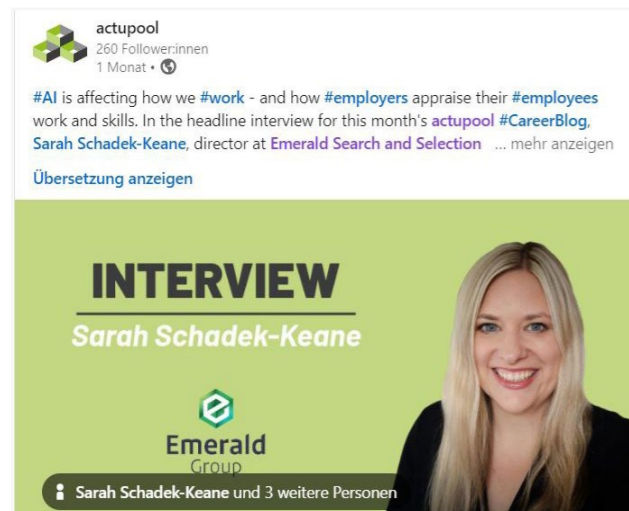 actupool
260 Follower:innen
1 Monat •
#AI is affecting how we #work - and how #employers appraise their #employees
work and skills. In the headline interview for this month's actupool #CareerBlog,
Sarah Schadek-Keane, director at Emerald Search and Selection ... mehr anzeigen
Übersetzung anzeigen
INTERVIEW
Sarah Schadek-Keane
Emerald
Group
Sarah Schadek-Keane und 3 weitere Personen